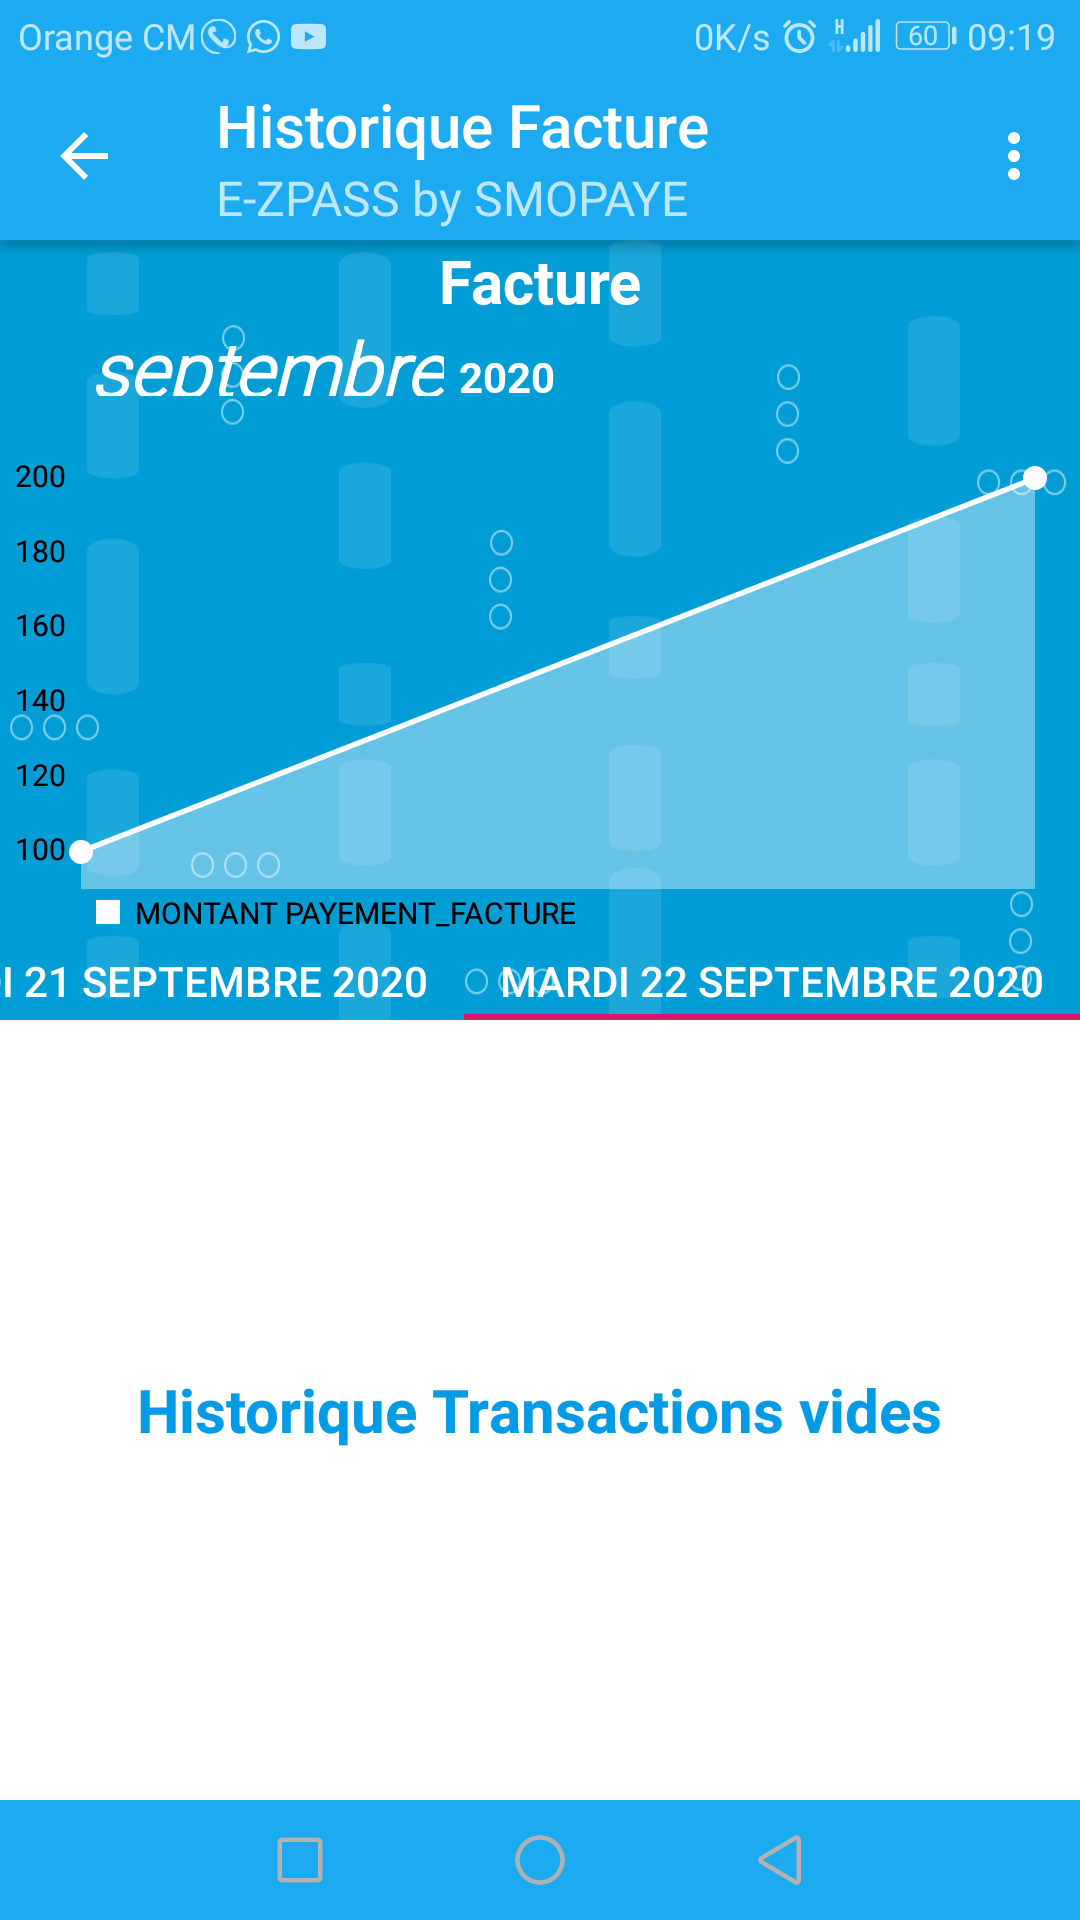 Orange CM 0K/s H 60 09:19
Historique Facture
E-ZPASS by SMOPAYE
Facture
septembre 2020
200
180
160
140
120
100
MONTANT PAYEMENT_FACTURE
I 21 SEPTEMBRE 2020 MARDI 22 SEPTEMBRE 2020
Historique Transactions vides